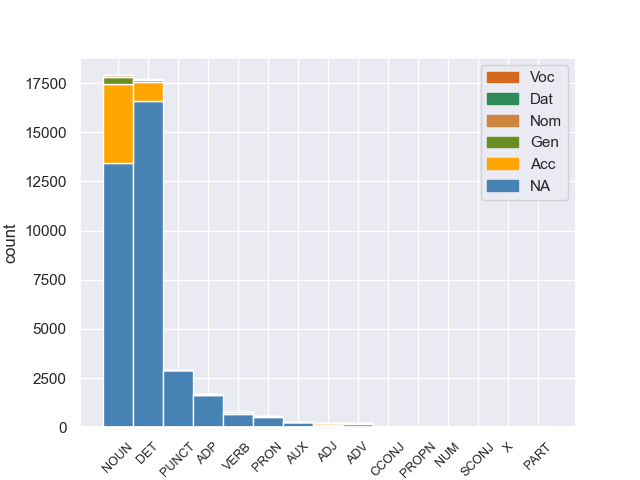 Voc
Dat
Nom
Gen
Acc
NA
count
17500
15000
12500
10000
7500
5000
2500
0
NOUN
DET
PUNCT
ADP
VERB
PRON
AUX
ADJ
ADV
CCONJ
PROPN
NUM
SCONJ
X
PART